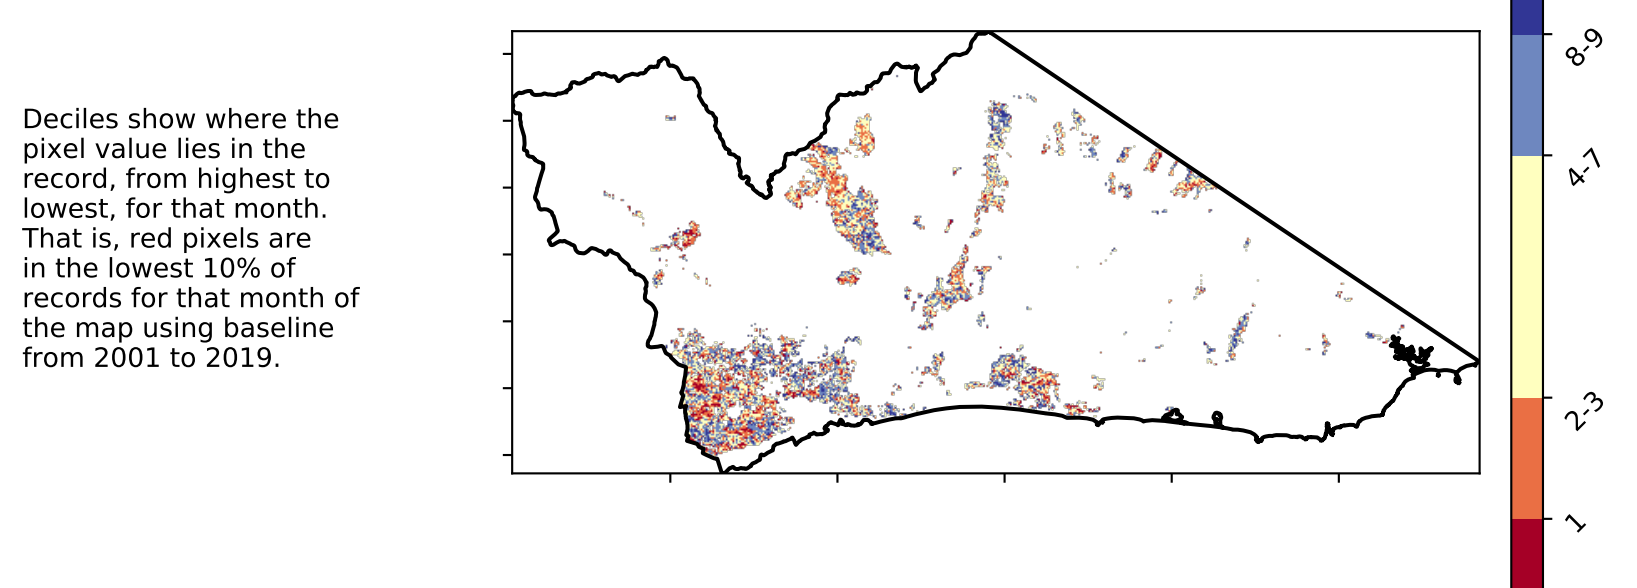 Deciles show where the
pixel value lies in the
record, from highest to
lowest, for that month.
That is, red pixels are
in the lowest 10% of
records for that month of
the map using baseline
from 2001 to 2019.
8-9
4-7
2-3
1